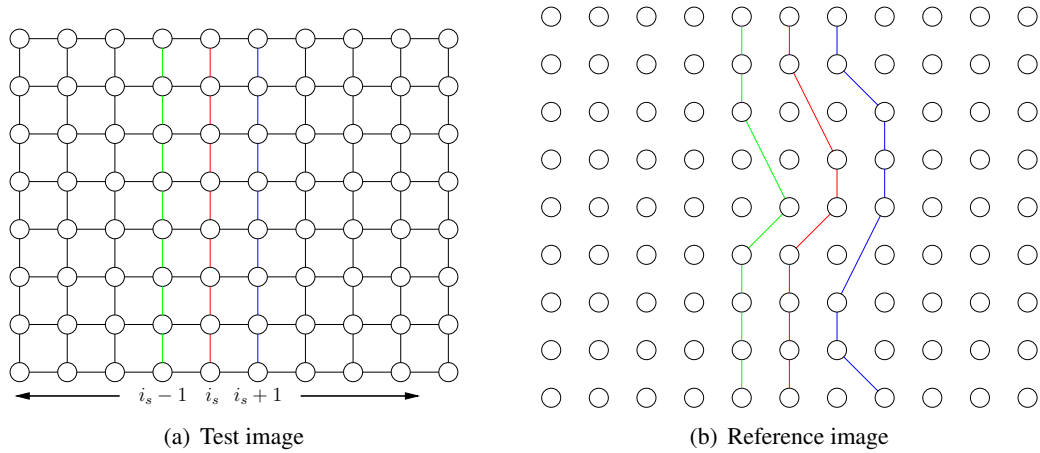 $i_s - 1$ $i_s$ $i_s + 1$
(a) Test image
(b) Reference image